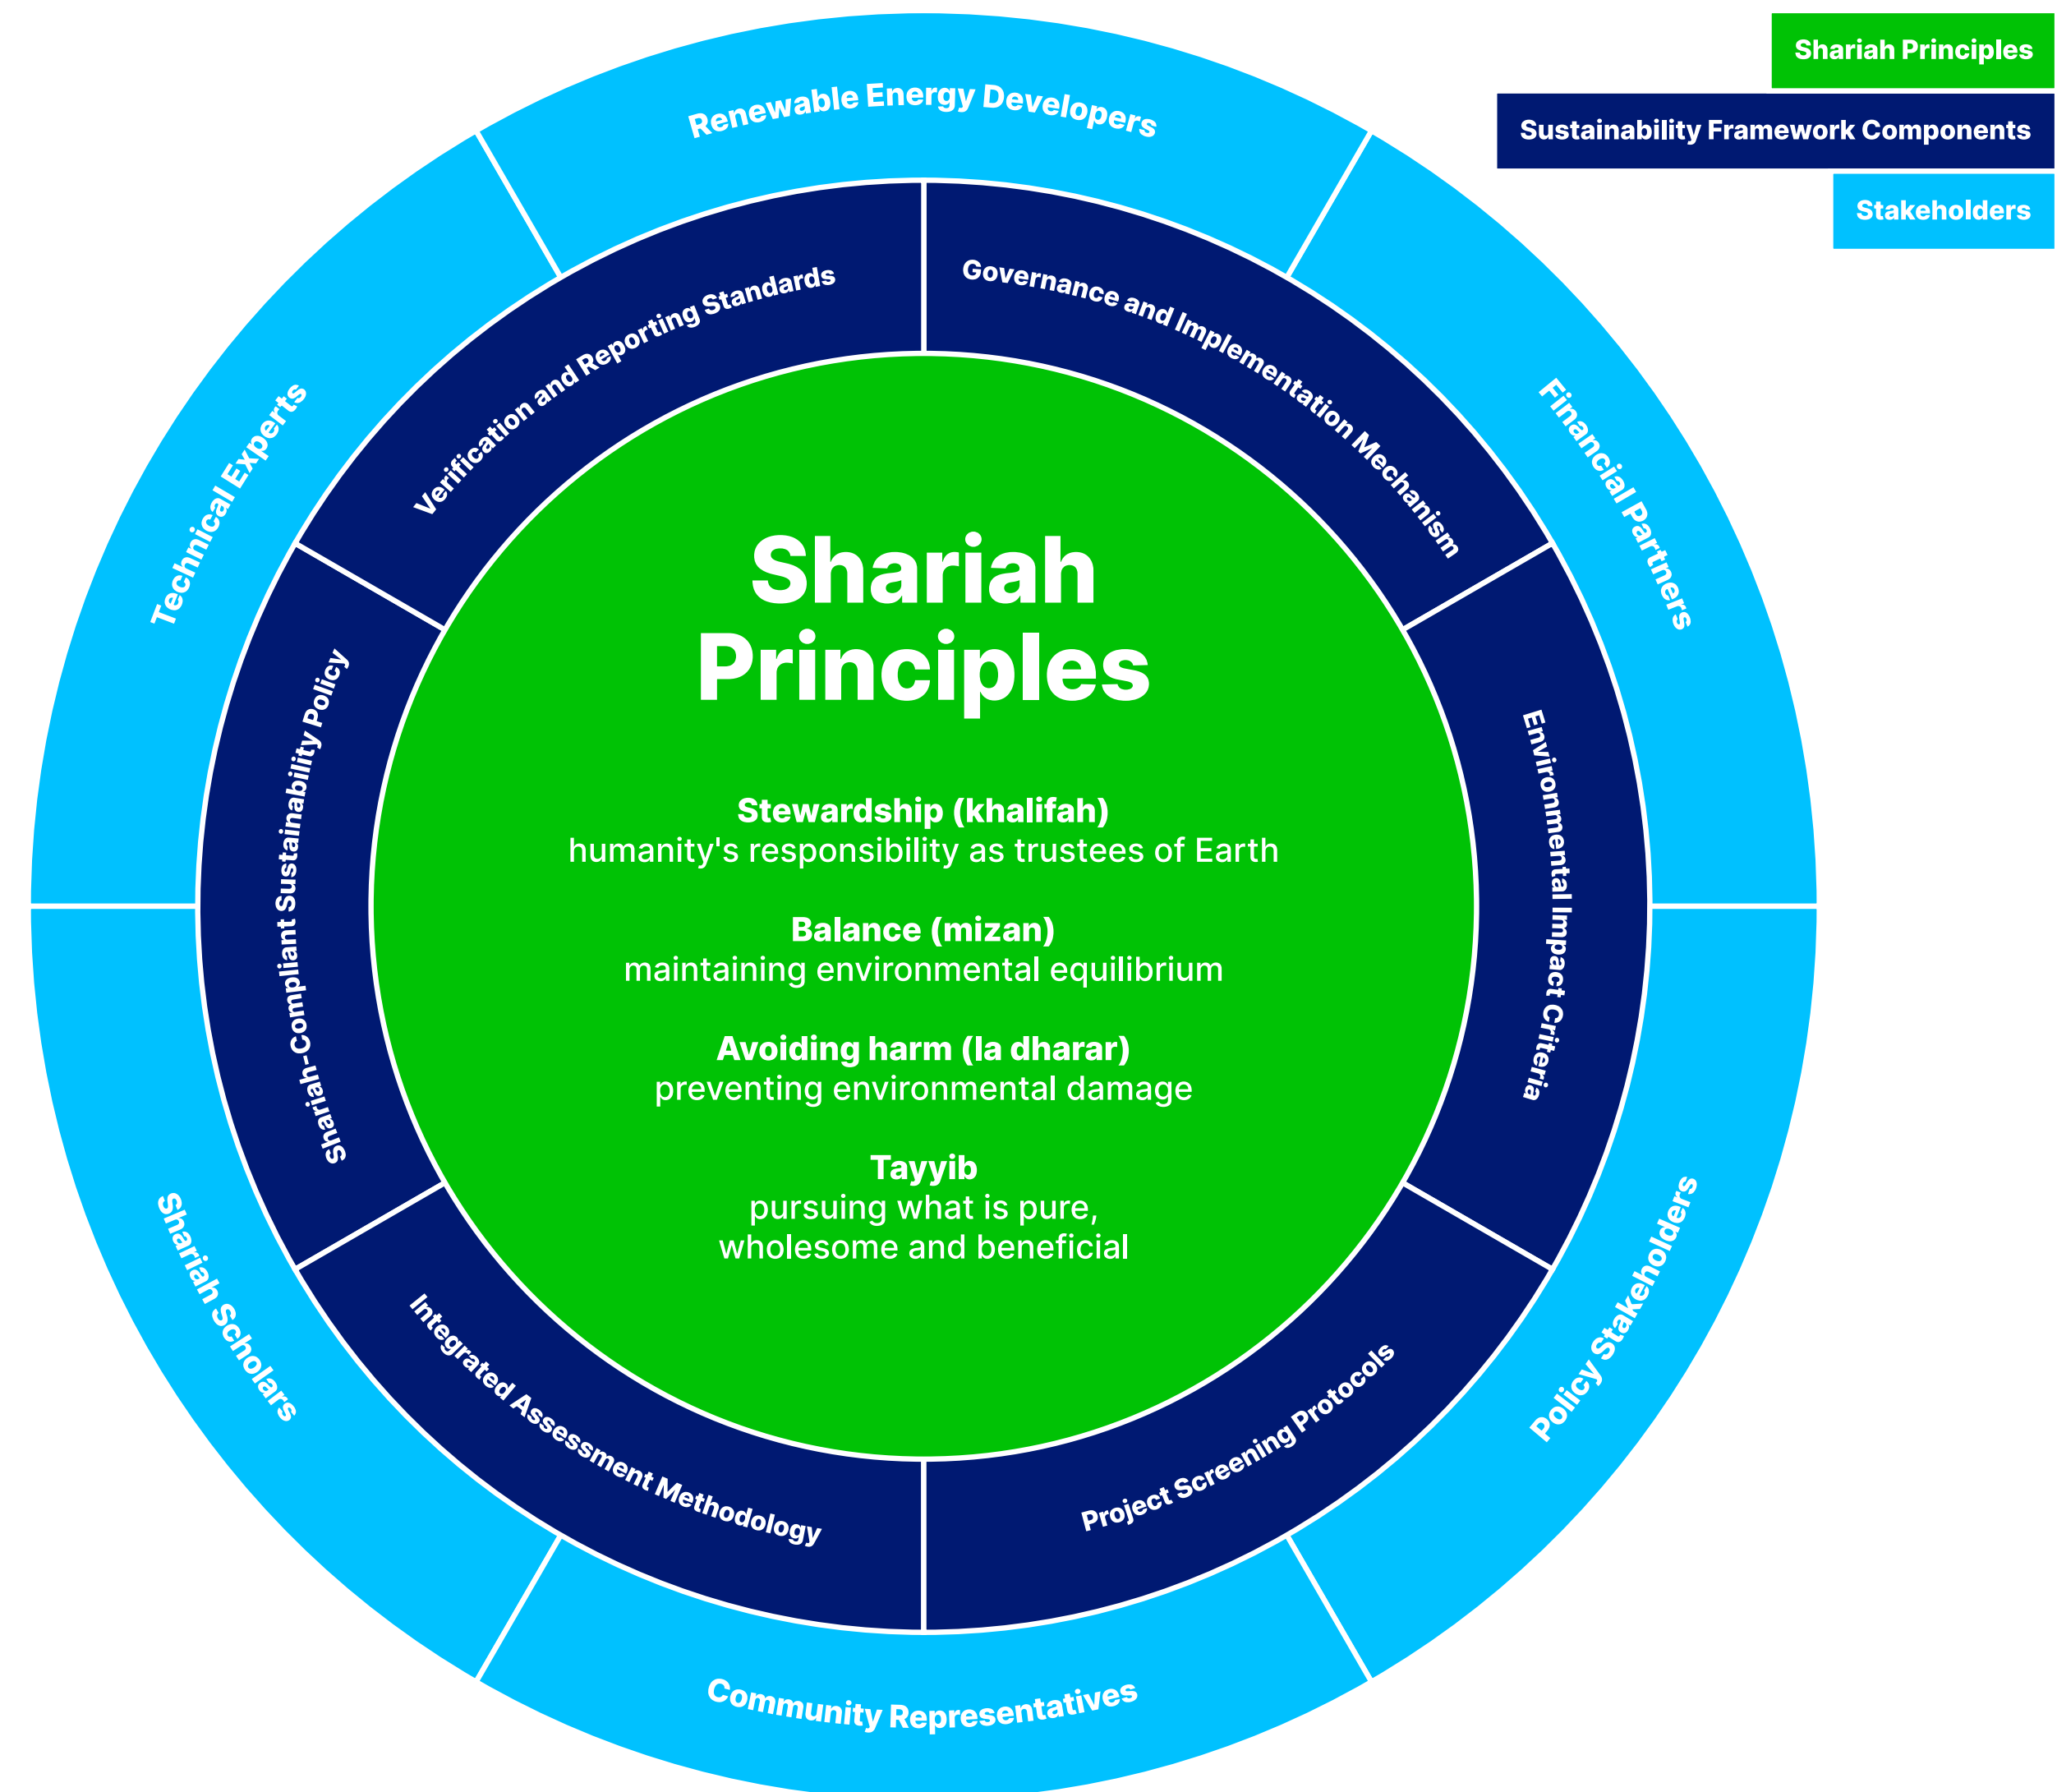 Shariah Principles
Sustainability Framework Components
Stakeholders
Renewable Energy Developers
Financial Partners
Policy Stakeholders
Community Representatives
Shariah Scholars
Technical Experts
Governance and Implementation Mechanism
Environmental Impact Criteria
Project Screening Protocols
Integrated Assessment Methodology
Shariah-Compliant Sustainability Policy
Verification and Reporting Standards
Shariah
Principles
Stewardship (khalifah)
humanity's responsibility as trustees of Earth
Balance (mizan)
maintaining environmental equilibrium
Avoiding harm (la dharar)
preventing environmental damage
Tayyib
pursuing what is pure,
wholesome and beneficial